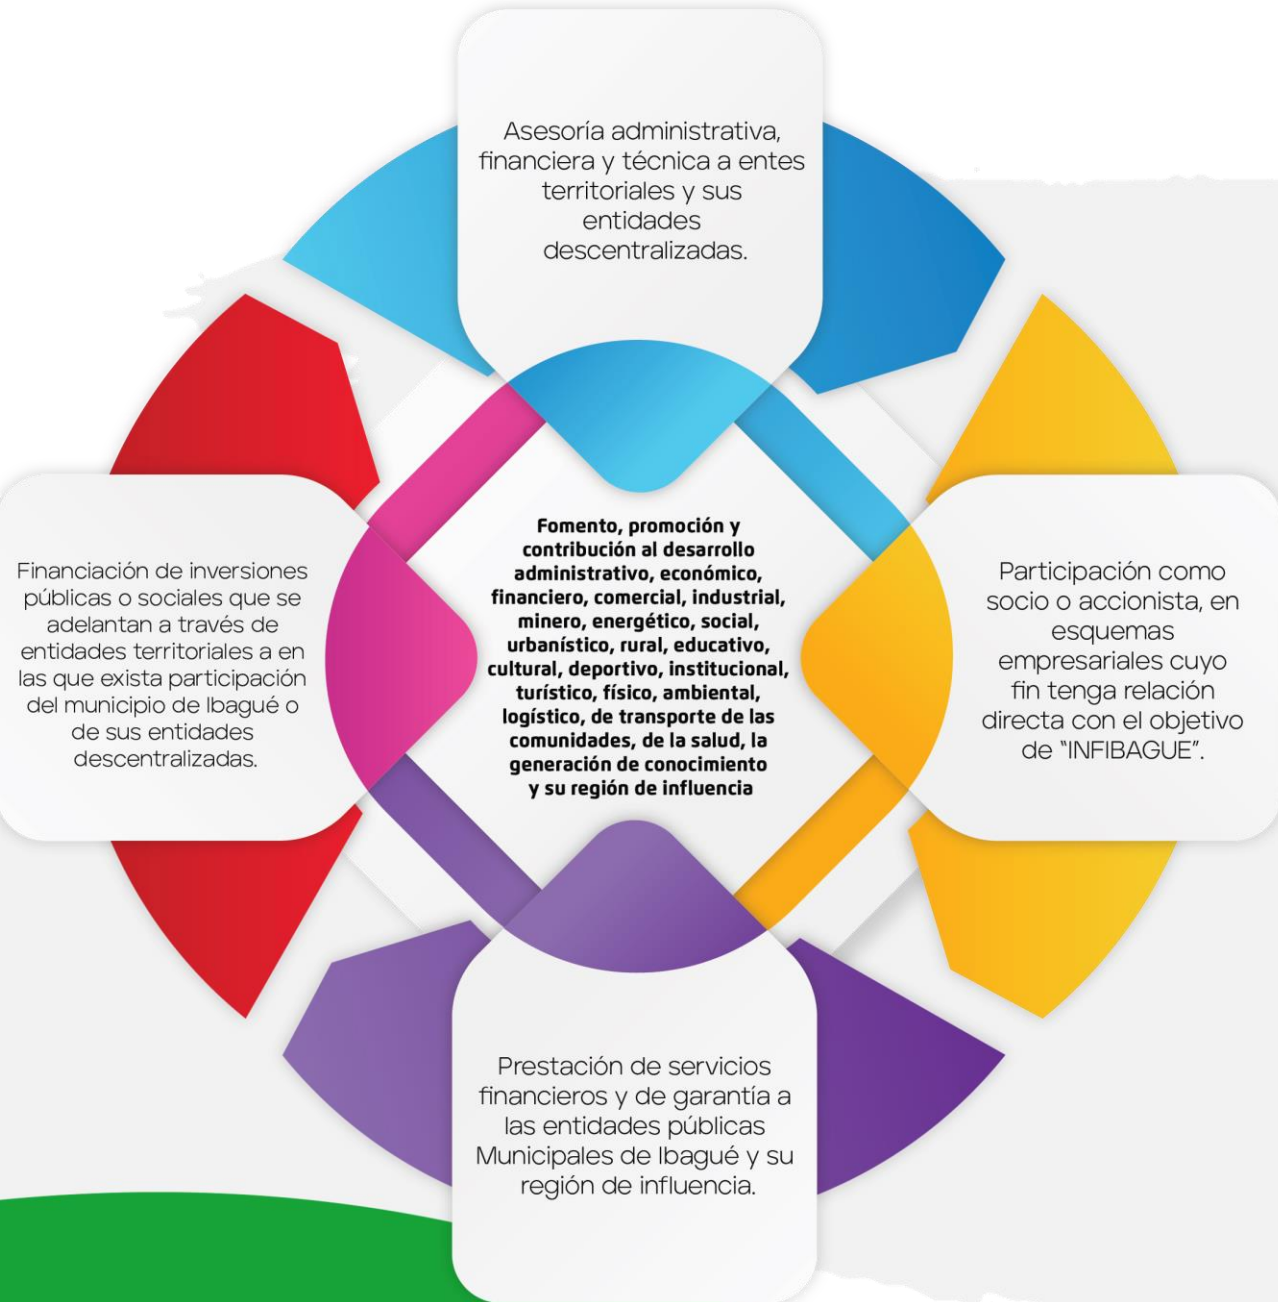 Asesoría administrativa,
financiera y técnica a entes
territoriales y sus
entidades
descentralizadas.
Financiación de inversiones
públicas o sociales que se
adelantan a través de
entidades territoriales a en
las que exista participación
del municipio de Ibagué o
de sus entidades
descentralizadas.
Fomento, promoción y
contribución al desarrollo
administrativo, económico,
financiero, comercial, industrial,
minero, energético, social,
urbanístico, rural, educativo,
cultural, deportivo, institucional,
turístico, físico, ambiental,
logístico, de transporte de las
comunidades, de la salud, la
generación de conocimiento
y su región de influencia
Participación como
socio o accionista, en
esquemas
empresariales cuyo
fin tenga relación
directa con el objetivo
de "INFIBAGUE".
Prestación de servicios
financieros y de garantía a
las entidades públicas
Municipales de Ibagué y su
región de influencia.